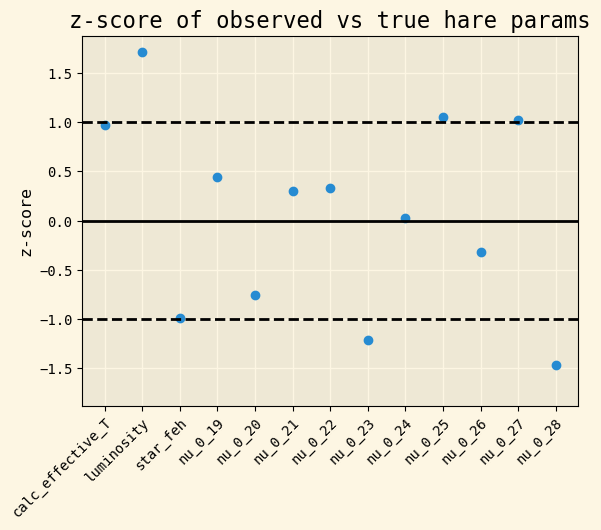 z-score of observed vs true hare params
z-score
1.5
1.0
0.5
0.0
−0.5
−1.0
−1.5
calc_effective_T
luminosity
star_feh
nu_0_19
nu_0_20
nu_0_21
nu_0_22
nu_0_23
nu_0_24
nu_0_25
nu_0_26
nu_0_27
nu_0_28